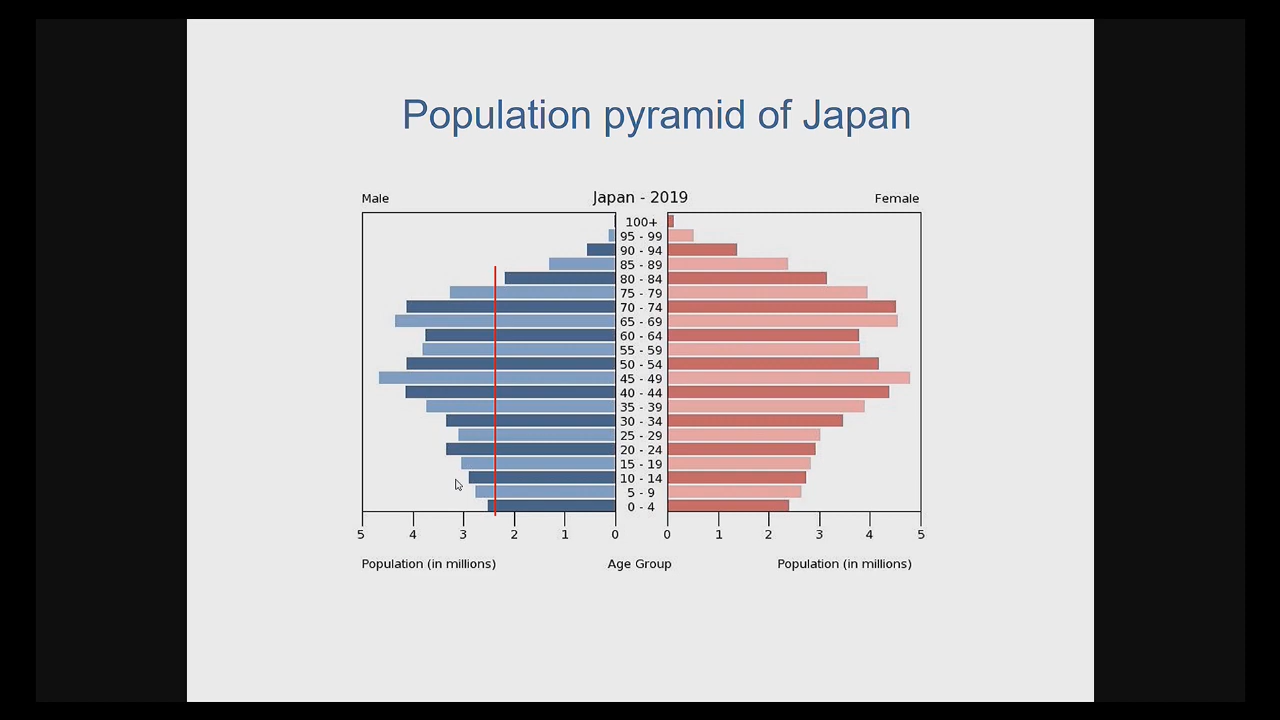 Population pyramid of Japan
Male Japan - 2019 Female
100+
95 - 99
90 - 94
85 - 89
80 - 84
75 - 79
70 - 74
65 - 69
60 - 64
55 - 59
50 - 54
45 - 49
40 - 44
35 - 39
30 - 34
25 - 29
20 - 24
15 - 19
10 - 14
5 - 9
0 - 4
5 4 3 2 1 0 0 1 2 3 4 5
Population (in millions) Age Group Population (in millions)